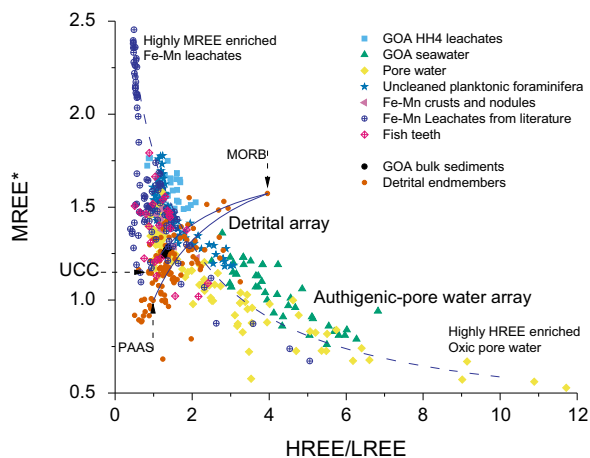 2.5
2.0
1.5
1.0
0.5
MREE*
0
2
4
6
8
10
12
HREE/LREE
Highly MREE enriched
Fe-Mn leachates
GOA HH4 leachates
GOA seawater
Pore water
Uncleaned planktonic foraminifera
Fe-Mn crusts and nodules
Fe-Mn Leachates from literature
Fish teeth
GOA bulk sediments
Detrital endmembers
MORB
Detrital array
UCC
Authigenic-pore water array
PAAS
Highly HREE enriched
Oxic pore water